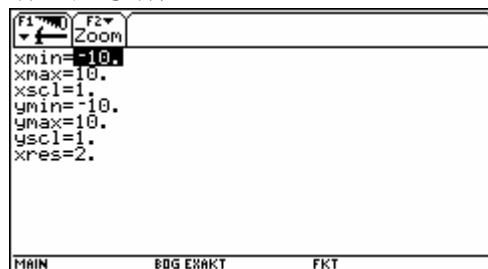 F1 F2
Zoom
xmin=-10.
xmax=10.
xscl=1.
ymin=-10.
ymax=10.
yscl=1.
xres=2.
MAIN BOG EXAKT FKT